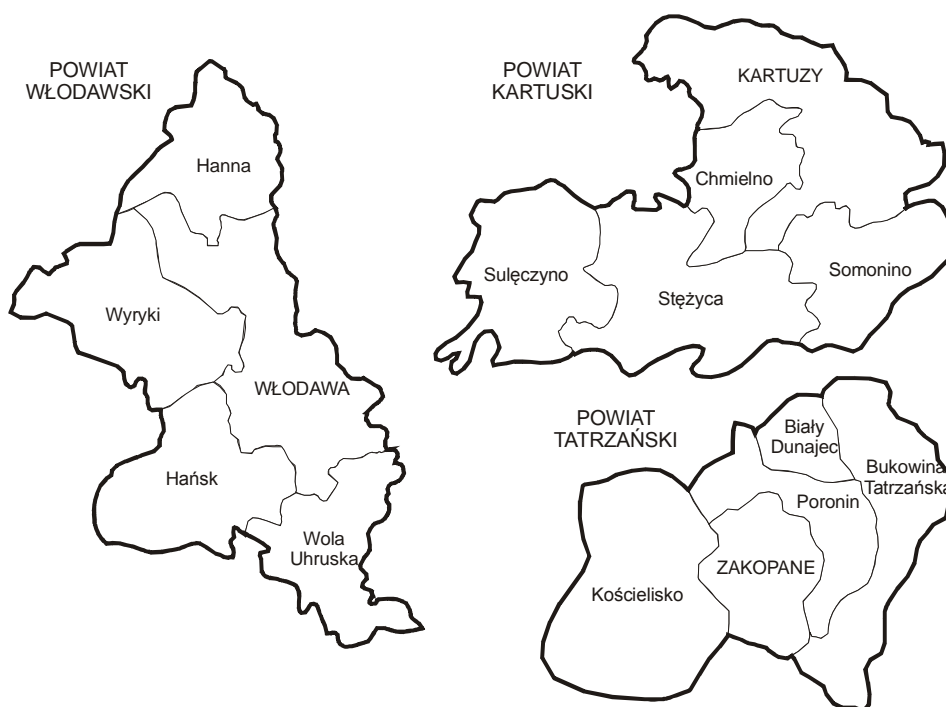 POWIAT
WŁODAWSKI
Hanna
Wyryki
WŁODAWA
Hańsk
Wola
Uhruska
POWIAT
KARTUSKI
KARTUZY
Chmielno
Sulęczyno
Stężyca
Somonino
POWIAT
TATRZAŃSKI
Biały
Dunajec
Bukowina
Tatrzańska
Poronin
ZAKOPANE
Kościelisko